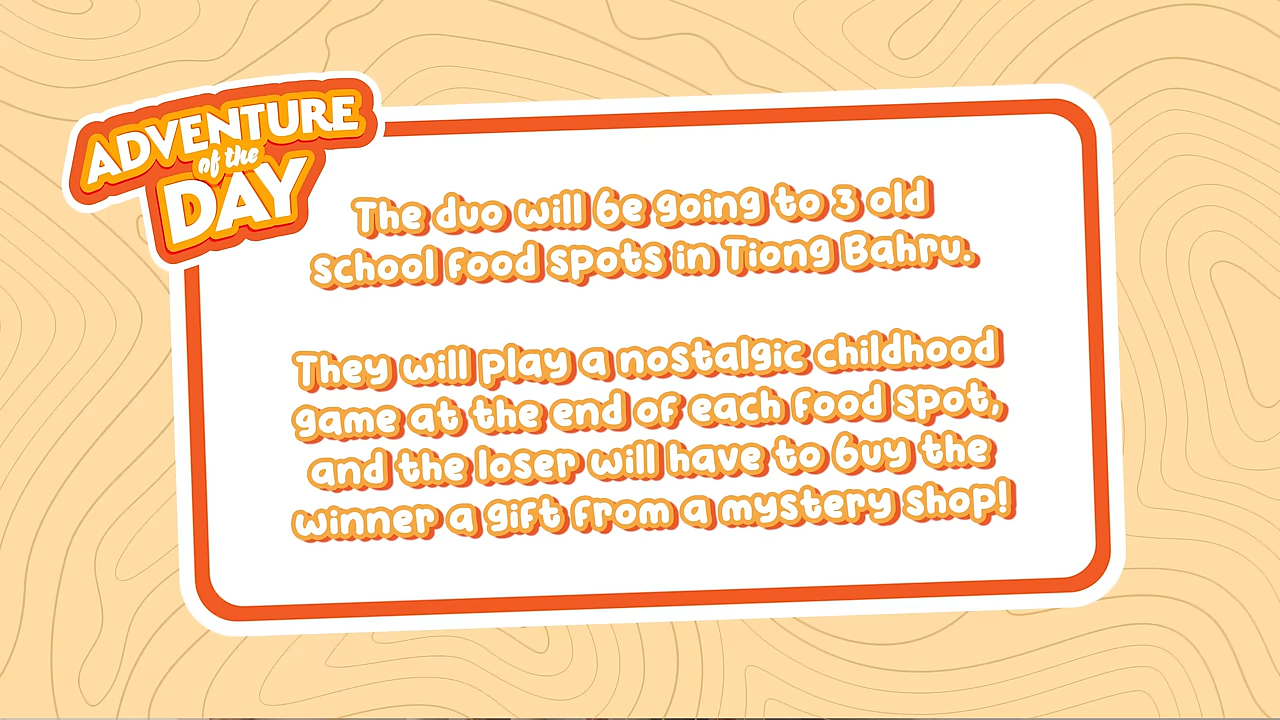 ADVENTURE
of the
DAY
The duo will be going to 3 old
school food spots in Tiong Bahru.
They will play a nostalgic childhood
game at the end of each food spot,
and the loser will have to buy the
winner a gift from a mystery shop!